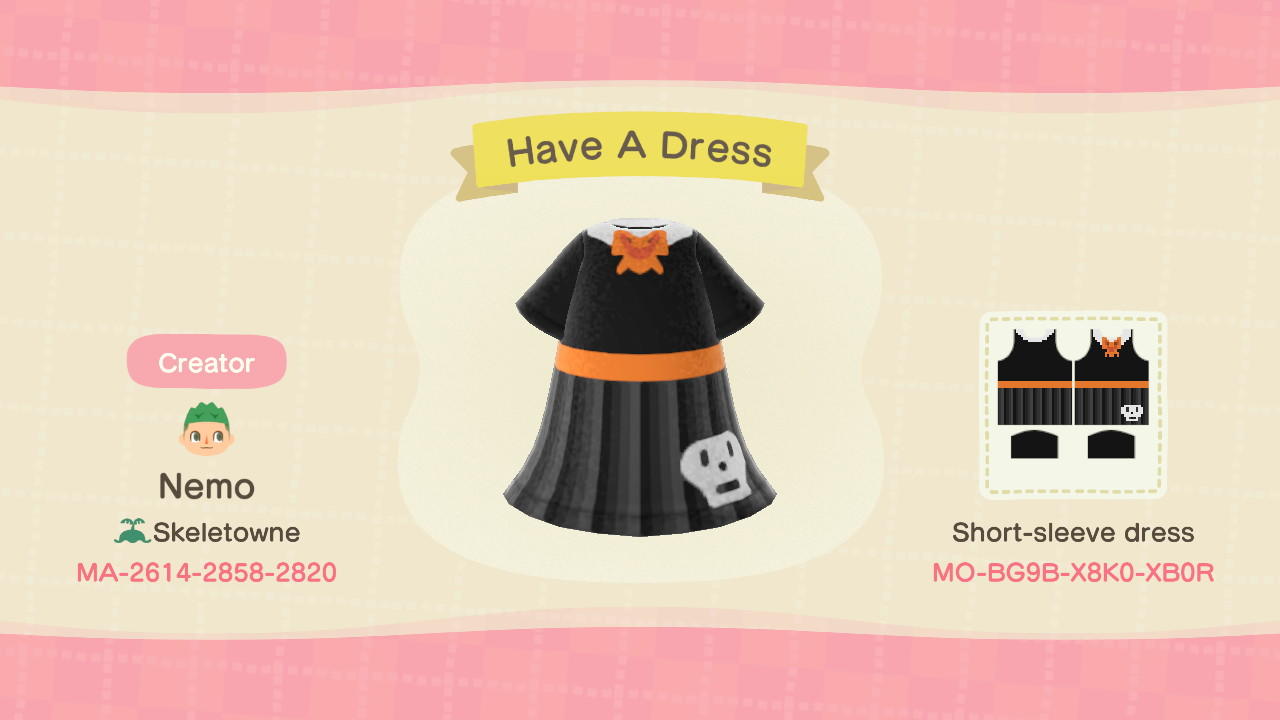 Have A Dress
Creator
Nemo
Skeletowne
MA-2614-2858-2820
Short-sleeve dress
MO-BG9B-X8K0-XB0R